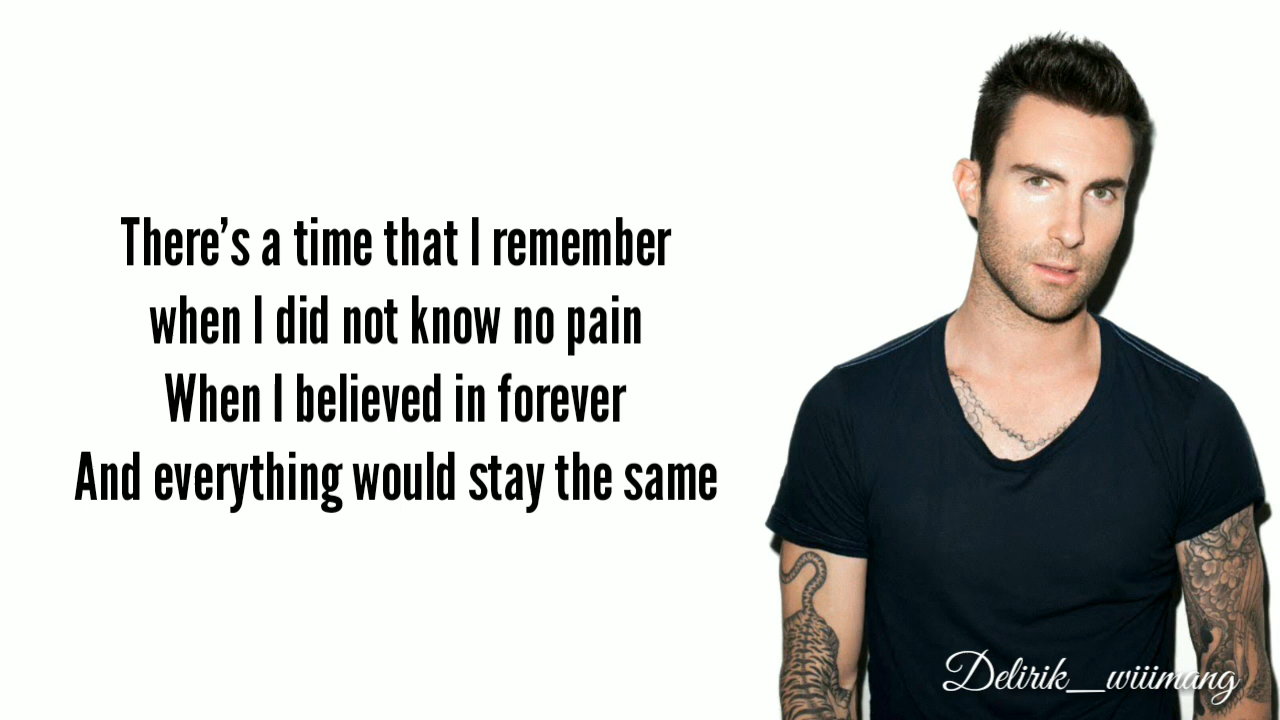 There’s a time that I remember
when I did not know no pain
When I believed in forever
And everything would stay the same
Delirik__wiiimang